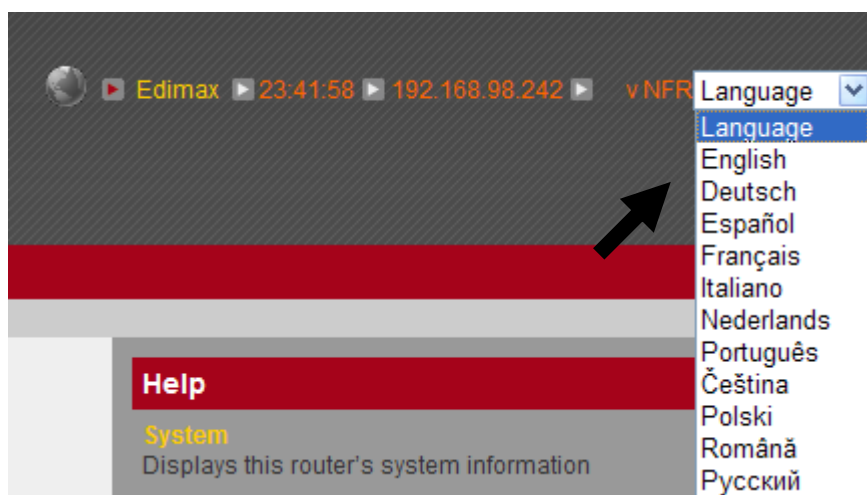 Edimax 23:41:58 192.168.98.242 v NFR Language
Language
English
Deutsch
Español
Français
Italiano
Nederlands
Português
Čeština
Polski
Română
Русский
Help
System
Displays this router's system information